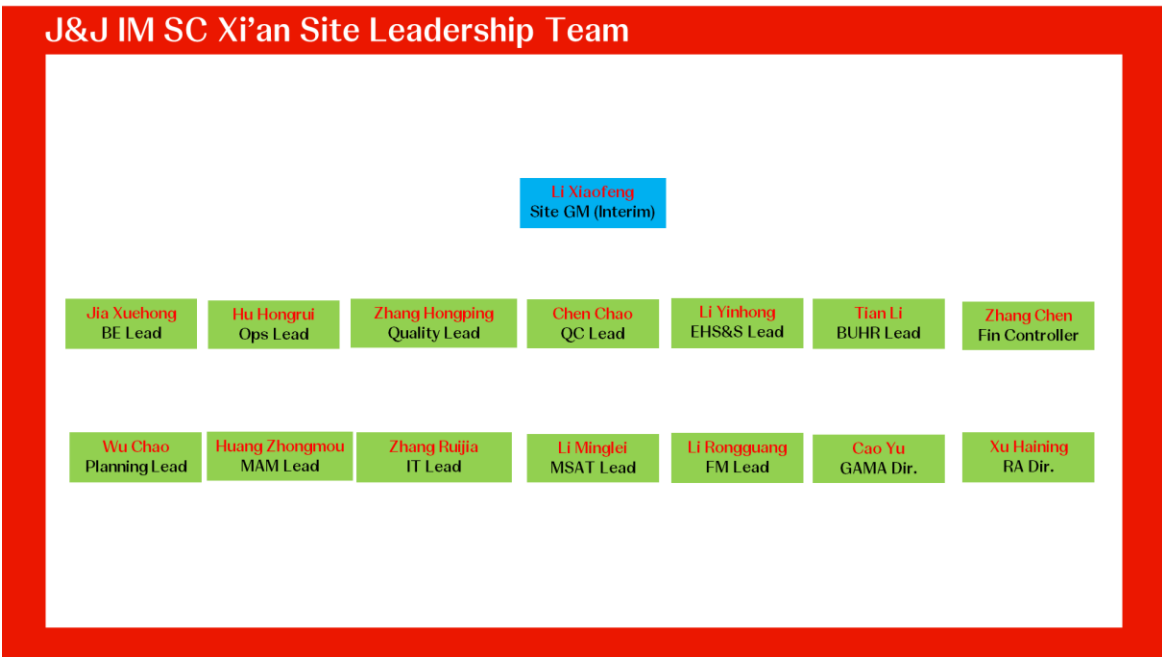 J&J IM SC Xi’an Site Leadership Team
Li Xiaofeng
Site GM (Interim)
Jia Xuehong
BE Lead
Hu Hongrui
Ops Lead
Zhang Hongping
Quality Lead
Chen Chao
QC Lead
Li Yinhong
EHS&S Lead
Tian Li
BUHR Lead
Zhang Chen
Fin Controller
Wu Chao
Planning Lead
Huang Zhongmou
MAM Lead
Zhang Ruijia
IT Lead
Li Minglei
MSAT Lead
Li Rongguang
FM Lead
Cao Yu
GAMA Dir.
Xu Haining
RA Dir.